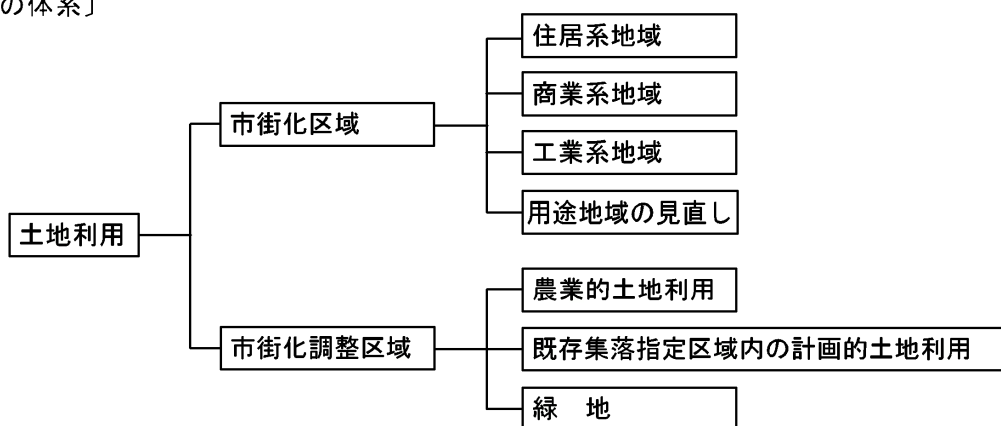 の体系〕
住居系地域
商業系地域
市街化区域
工業系地域
用途地域の見直し
土地利用
農業的土地利用
市街化調整区域
既存集落指定区域内の計画的土地利用
緑　地